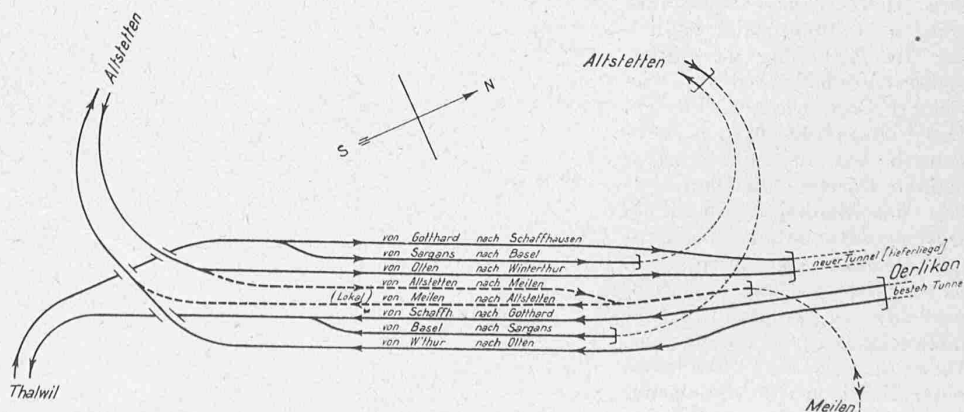 Altstetten
Altstetten
N
S
von Gotthard nach Schaffhausen
von Sargans nach Basel
von Olten nach Winterthur
von Altstetten nach Meilen
(Lokal) von Meilen nach Altstetten
von Schaffh nach Gotthard
von Basel nach Sargans
von W'thur nach Olten
neuer Tunnel (tieferliegd)
Oerlikon
besteh Tunnel
Thalwil
Meilen